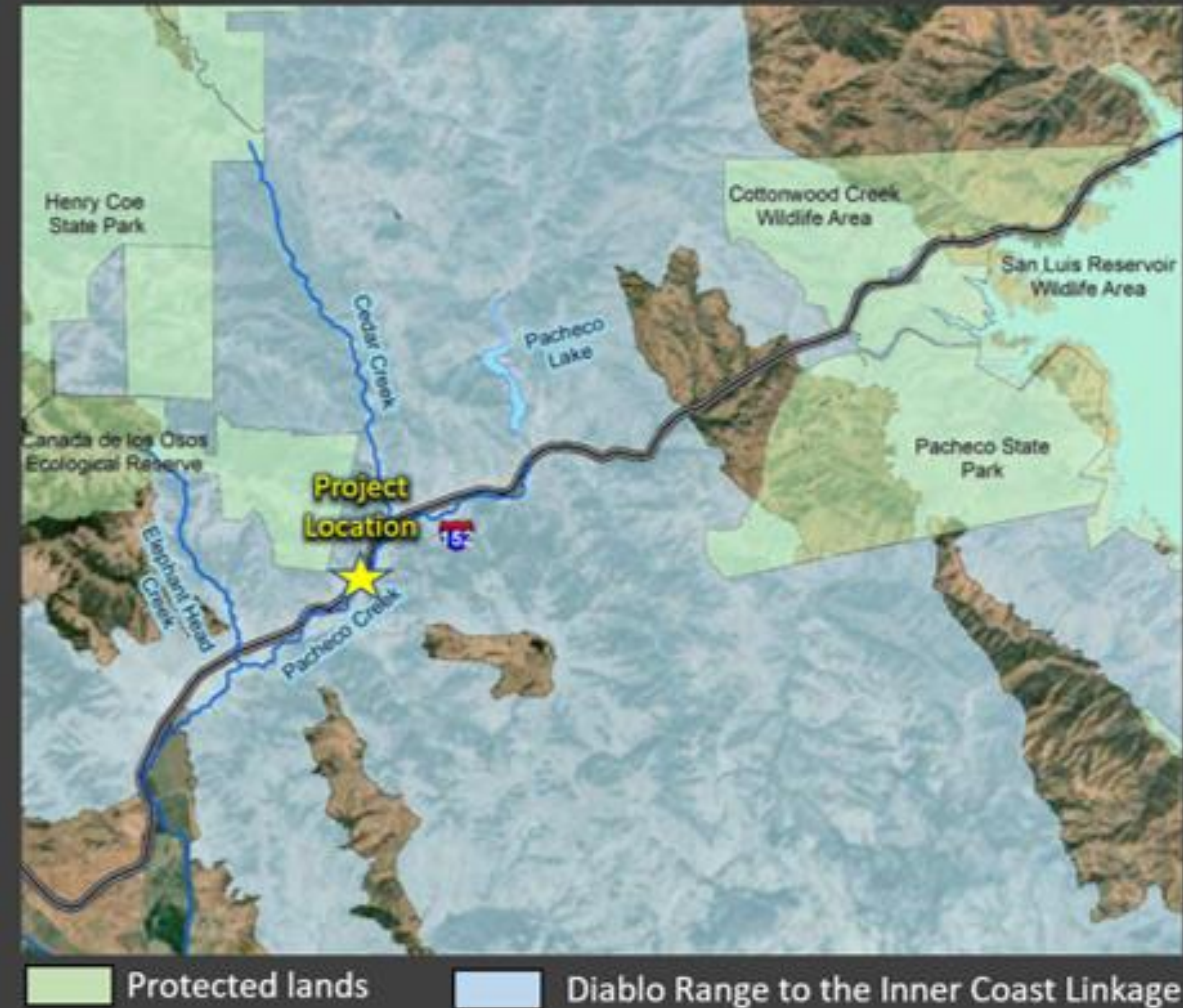 Henry Coe
State Park
Cottonwood Creek
Wildlife Area
San Luis Reservoir
Wildlife Area
Cedar Creek
Pacheco
Lake
Canada de los Osos
Ecological Reserve
Pacheco State
Park
Project
Location
152
Elephant Head
Creek
Pacheco Creek
Protected lands
Diablo Range to the Inner Coast Linkage